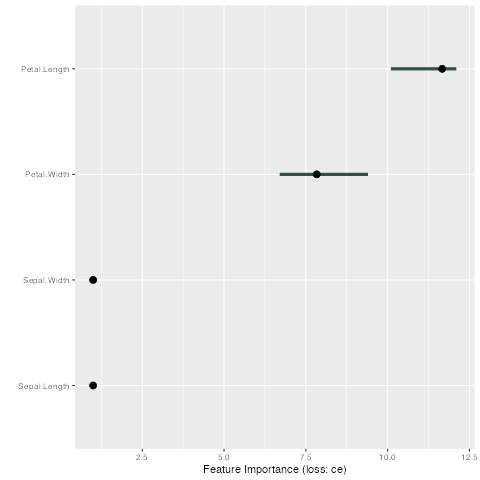 Petal.Length
Petal.Width
Sepal.Width
Sepal.Length
2.5 5.0 7.5 10.0 12.5
Feature Importance (loss: ce)